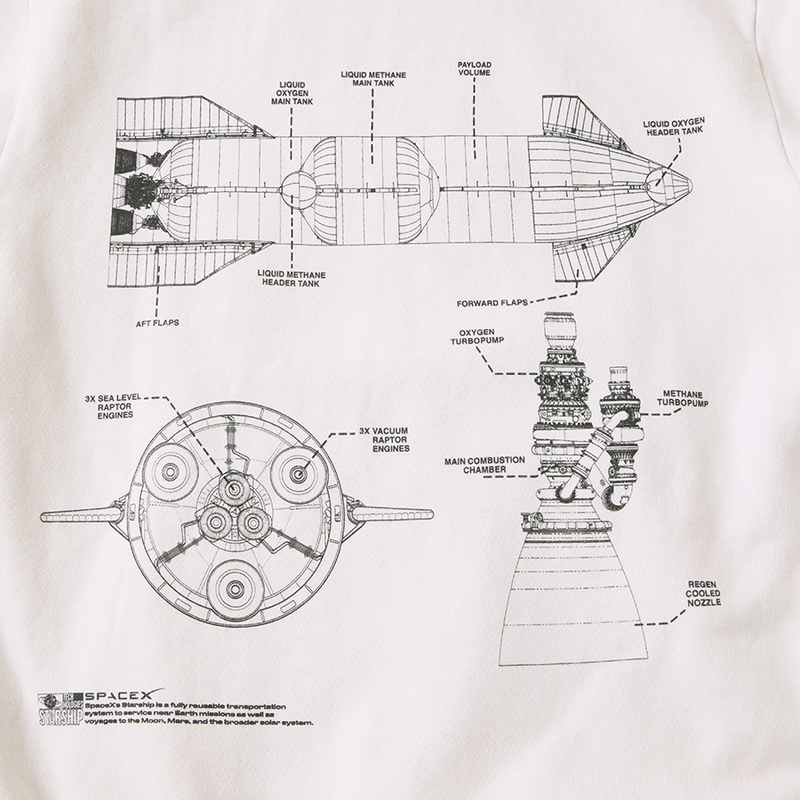 LIQUID
OXYGEN
MAIN TANK
LIQUID METHANE
MAIN TANK
PAYLOAD
VOLUME
LIQUID OXYGEN
HEADER TANK
LIQUID METHANE
HEADER TANK
AFT FLAPS
FORWARD FLAPS
OXYGEN
TURBOPUMP
METHANE
TURBOPUMP
3X SEA LEVEL
RAPTOR
ENGINES
3X VACUUM
RAPTOR
ENGINES
MAIN COMBUSTION
CHAMBER
REGEN
COOLED
NOZZLE
STARSHIP
SPACEX
SpaceX's Starship is a fully reusable transportation
system to service near Earth missions as well as
voyages to the Moon, Mars, and the broader solar system.